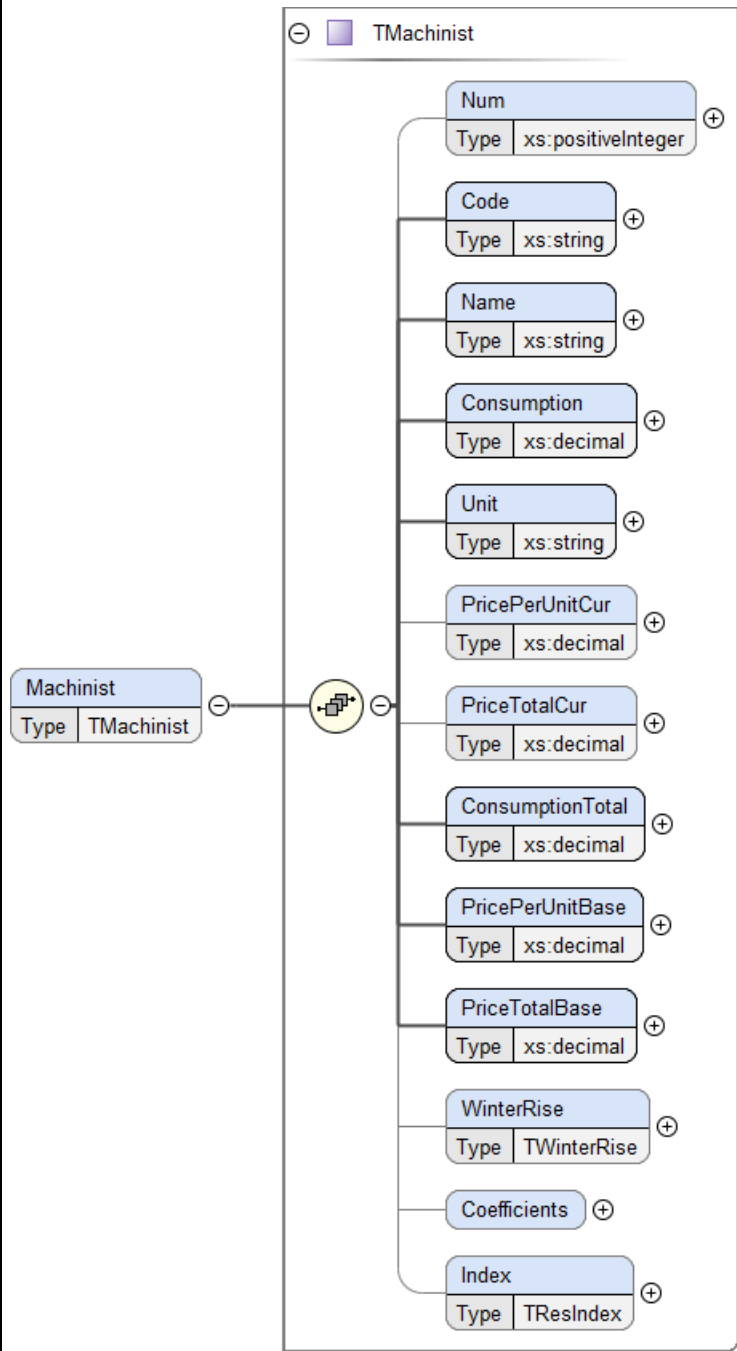 TMachinist
Num
Type xs:positiveInteger
Code
Type xs:string
Name
Type xs:string
Consumption
Type xs:decimal
Unit
Type xs:string
PricePerUnitCur
Type xs:decimal
Machinist
Type TMachinist
PriceTotalCur
Type xs:decimal
ConsumptionTotal
Type xs:decimal
PricePerUnitBase
Type xs:decimal
PriceTotalBase
Type xs:decimal
WinterRise
Type TWinterRise
Coefficients
Index
Type TResIndex